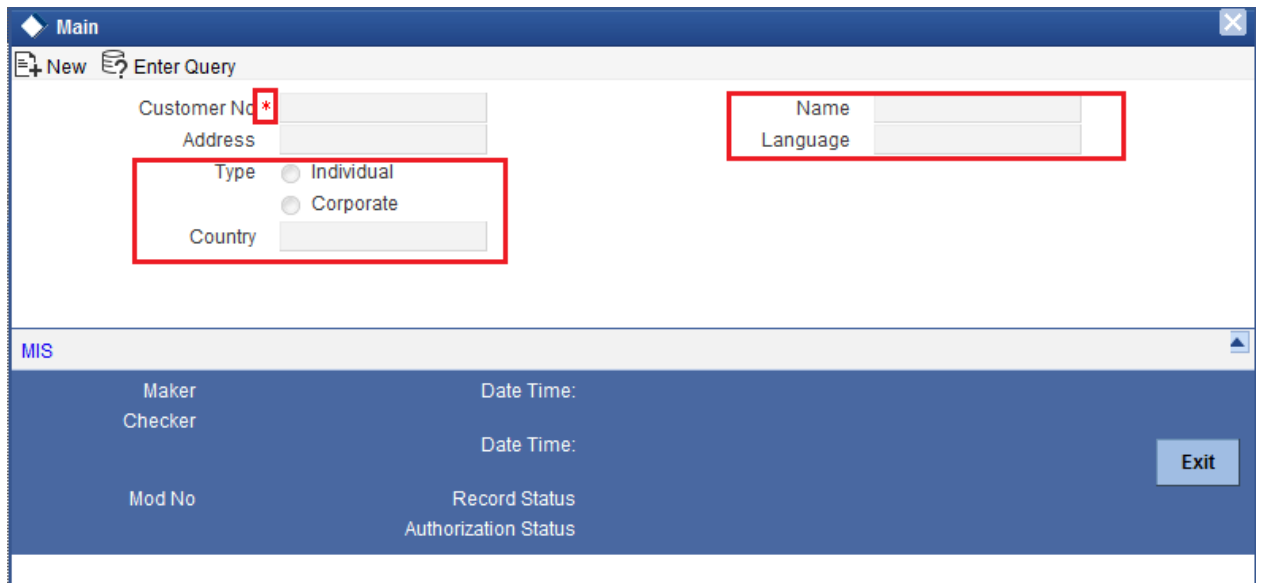 Main
New Enter Query
Customer No * Name
Address Language
Type Individual
Corporate
Country
MIS
Maker Date Time:
Checker
Date Time:
Exit
Mod No Record Status
Authorization Status